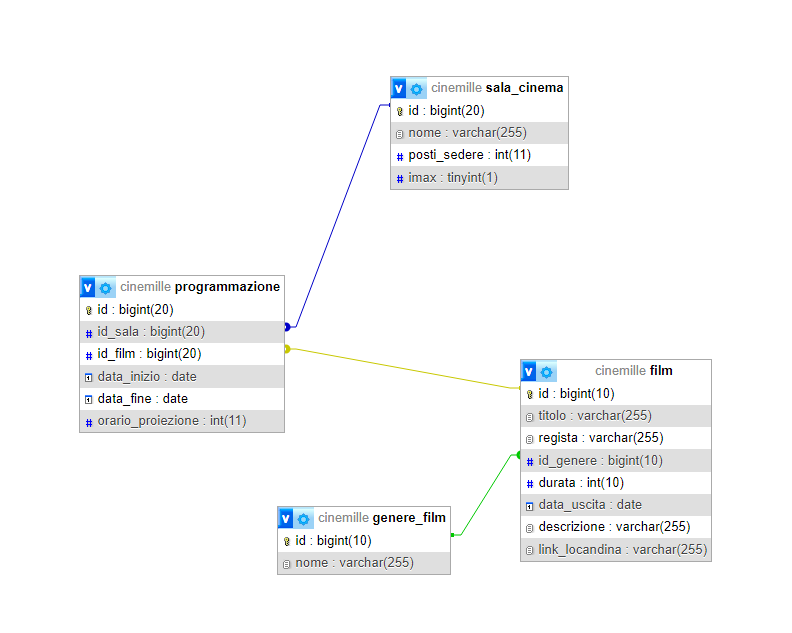 cinemille sala_cinema
id : bigint(20)
nome : varchar(255)
posti_sedere : int(11)
imax : tinyint(1)
cinemille programmazione
id : bigint(20)
id_sala : bigint(20)
id_film : bigint(20)
data_inizio : date
data_fine : date
orario_proiezione : int(11)
cinemille film
id : bigint(10)
titolo : varchar(255)
regista : varchar(255)
id_genere : bigint(10)
durata : int(10)
data_uscita : date
descrizione : varchar(255)
link_locandina : varchar(255)
cinemille genere_film
id : bigint(10)
nome : varchar(255)